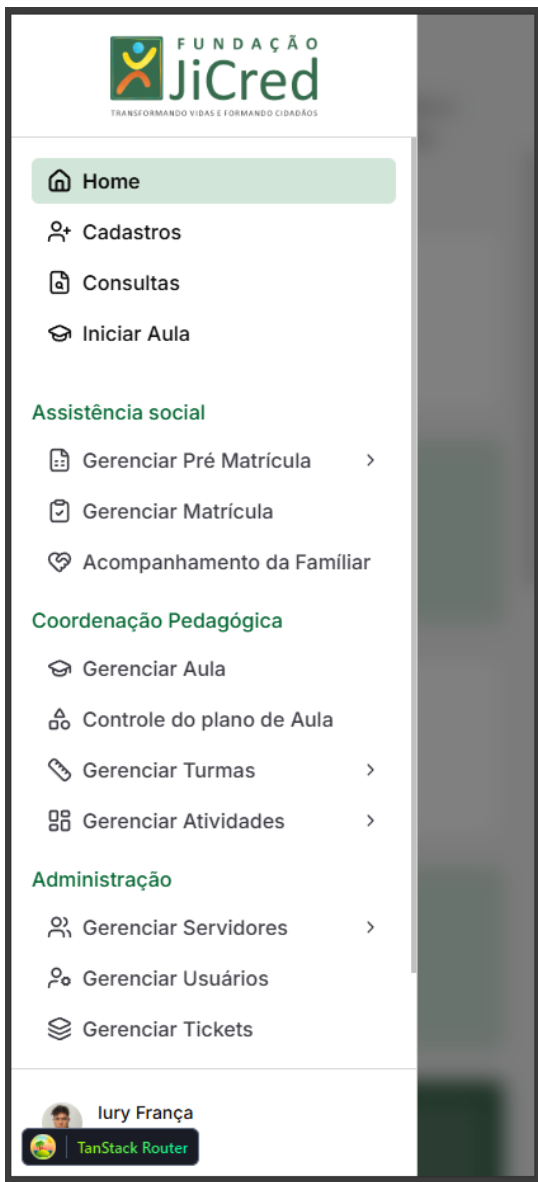 FUNDAÇÃO
JiCred
TRANSFORMANDO VIDAS E FORMANDO CIDADÃOS
Home
Cadastros
Consultas
Iniciar Aula
Assistência social
Gerenciar Pré Matrícula
Gerenciar Matrícula
Acompanhamento da Famíliar
Coordenação Pedagógica
Gerenciar Aula
Controle do plano de Aula
Gerenciar Turmas
Gerenciar Atividades
Administração
Gerenciar Servidores
Gerenciar Usuários
Gerenciar Tickets
Iury França
TanStack Router